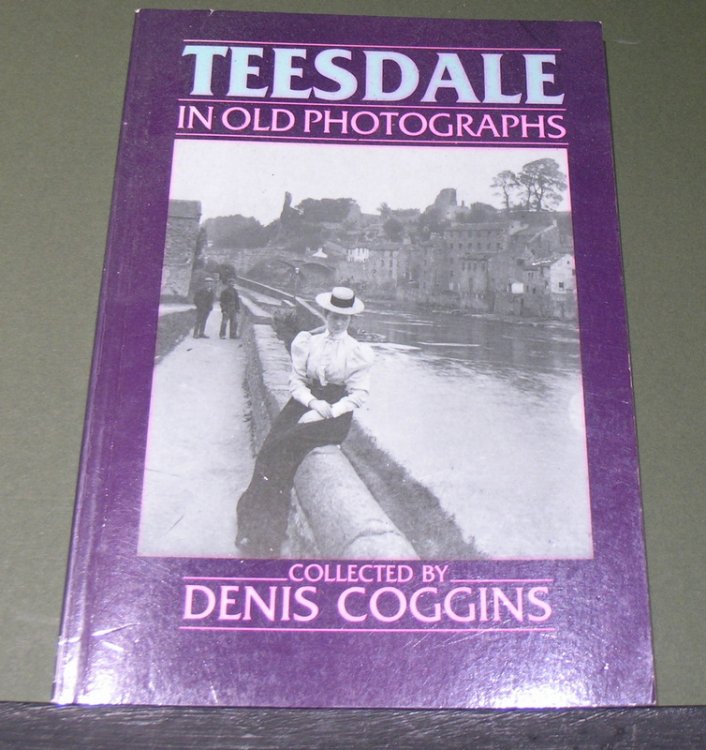 TEESDALE
IN OLD PHOTOGRAPHS
COLLECTED BY
DENIS COGGINS